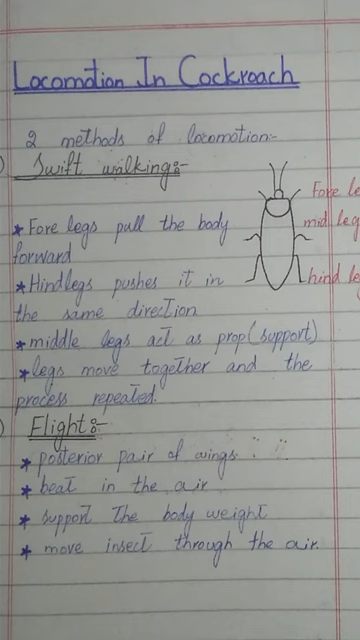 Locomotion In Cockroach
2 methods of locomotion:-
) Swift walking:-
Fore le
* Fore legs pull the body
mid leg
forward
* Hindlegs pushes it in
hind le
the same direction
* middle legs act as prop(support)
* legs move together and the
process repeated.
) Flight:-
* posterior pair of wings
* beat in the air
* support The body weight
* move insect through the air.